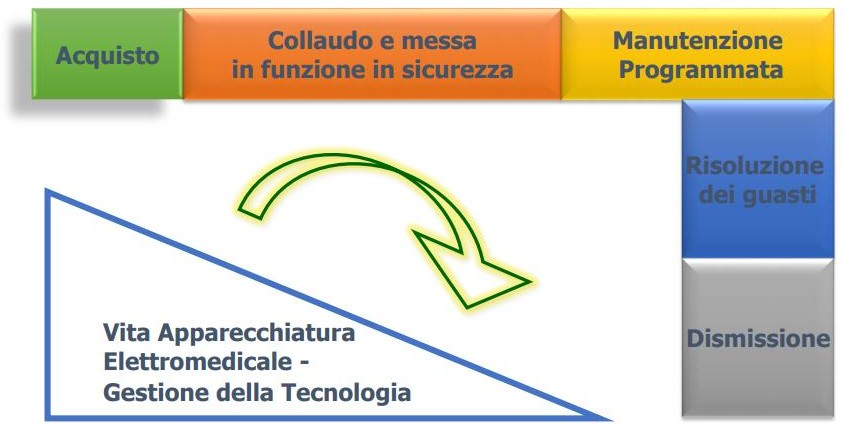 Acquisto
Collaudo e messa
in funzione in sicurezza
Manutenzione
Programmata
Risoluzione
dei guasti
Dismissione
Vita Apparecchiatura
Elettromedicale -
Gestione della Tecnologia